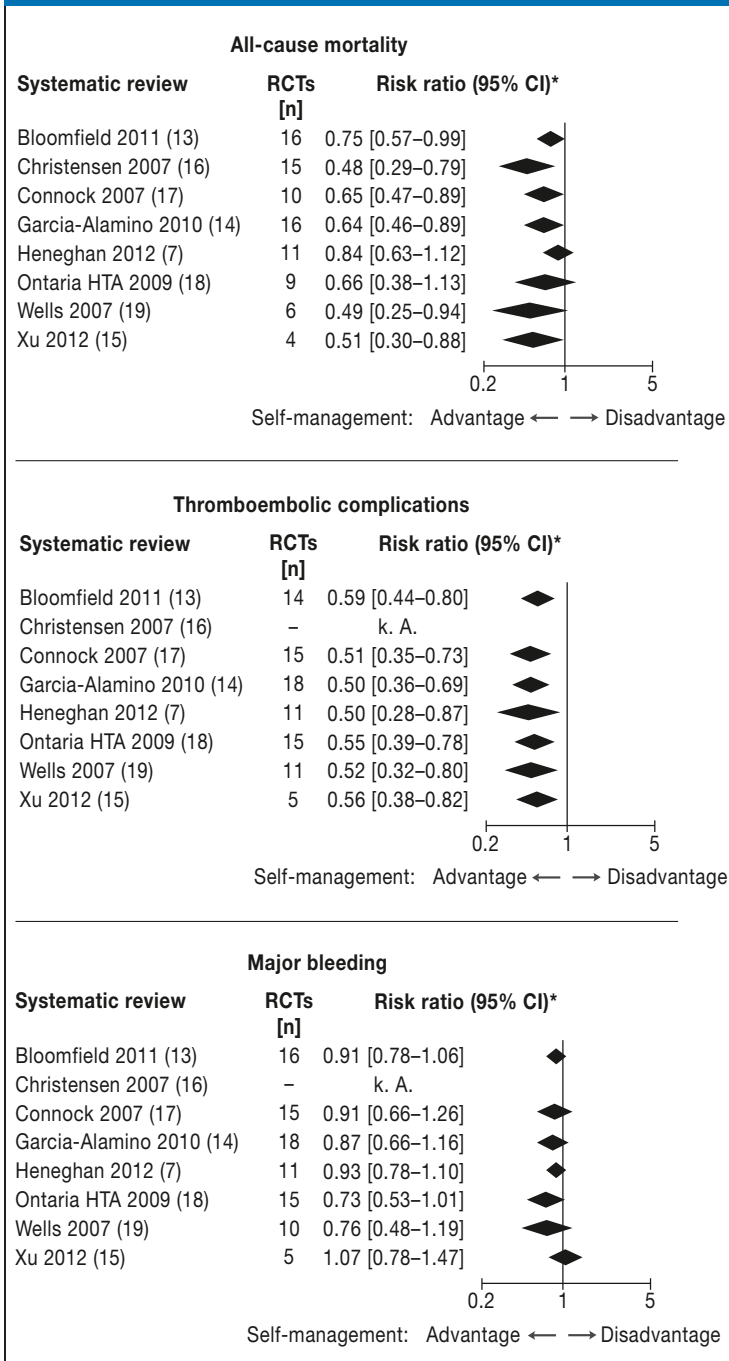 All-cause mortality
Systematic review RCTs [n] Risk ratio (95% CI)*
Bloomfield 2011 (13) 16 0.75 [0.57–0.99]
Christensen 2007 (16) 15 0.48 [0.29–0.79]
Connock 2007 (17) 10 0.65 [0.47–0.89]
Garcia-Alamino 2010 (14) 16 0.64 [0.46–0.89]
Heneghan 2012 (7) 11 0.84 [0.63–1.12]
Ontaria HTA 2009 (18) 9 0.66 [0.38–1.13]
Wells 2007 (19) 6 0.49 [0.25–0.94]
Xu 2012 (15) 4 0.51 [0.30–0.88]
0.2 1 5
Self-management: Advantage ← → Disadvantage
Thromboembolic complications
Systematic review RCTs [n] Risk ratio (95% CI)*
Bloomfield 2011 (13) 14 0.59 [0.44–0.80]
Christensen 2007 (16) – k. A.
Connock 2007 (17) 15 0.51 [0.35–0.73]
Garcia-Alamino 2010 (14) 18 0.50 [0.36–0.69]
Heneghan 2012 (7) 11 0.50 [0.28–0.87]
Ontaria HTA 2009 (18) 15 0.55 [0.39–0.78]
Wells 2007 (19) 11 0.52 [0.32–0.80]
Xu 2012 (15) 5 0.56 [0.38–0.82]
0.2 1 5
Self-management: Advantage ← → Disadvantage
Major bleeding
Systematic review RCTs [n] Risk ratio (95% CI)*
Bloomfield 2011 (13) 16 0.91 [0.78–1.06]
Christensen 2007 (16) – k. A.
Connock 2007 (17) 15 0.91 [0.66–1.26]
Garcia-Alamino 2010 (14) 18 0.87 [0.66–1.16]
Heneghan 2012 (7) 11 0.93 [0.78–1.10]
Ontaria HTA 2009 (18) 15 0.73 [0.53–1.01]
Wells 2007 (19) 10 0.76 [0.48–1.19]
Xu 2012 (15) 5 1.07 [0.78–1.47]
0.2 1 5
Self-management: Advantage ← → Disadvantage